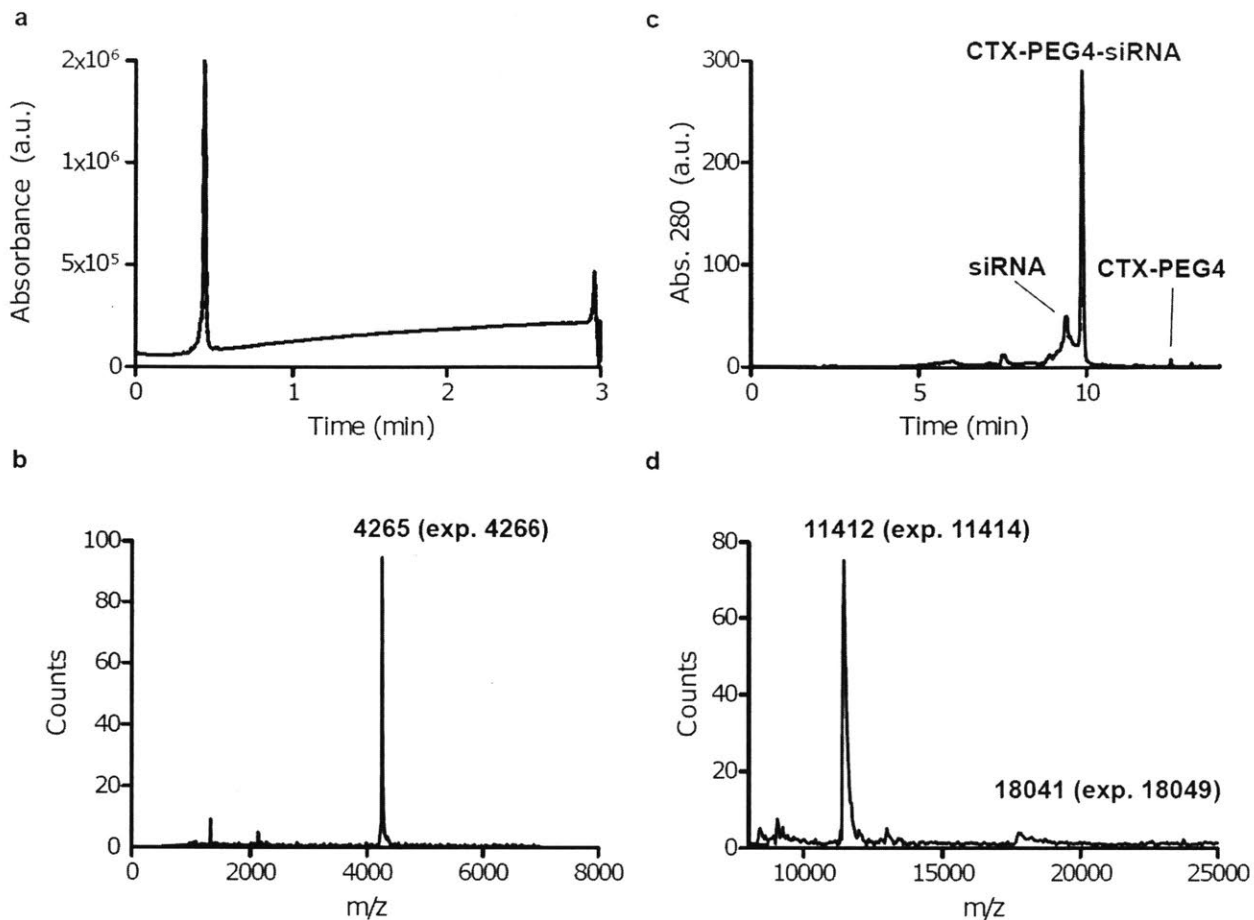 a
2x10⁶
1x10⁶
5x10⁵
0
Absorbance (a.u.)
0 1 2 3
Time (min)
c
CTX-PEG4-siRNA
300
200
100
0
Abs. 280 (a.u.)
siRNA
CTX-PEG4
0 5 10
Time (min)
b
4265 (exp. 4266)
100
80
60
40
20
0
Counts
0 2000 4000 6000 8000
m/z
d
11412 (exp. 11414)
80
60
40
20
0
Counts
18041 (exp. 18049)
10000 15000 20000 25000
m/z